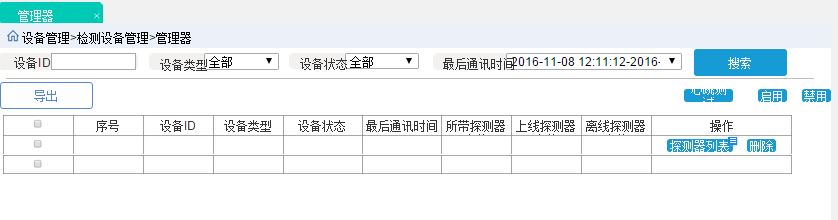 管理器 ×
设备管理>检测设备管理>管理器
设备ID 设备类型 全部 设备状态 全部 最后通讯时间 2016-11-08 12:11:12-2016- 搜索
导出 心跳测试 启用 禁用
序号 设备ID 设备类型 设备状态 最后通讯时间 所带探测器 上线探测器 离线探测器 操作
探测器列表 删除